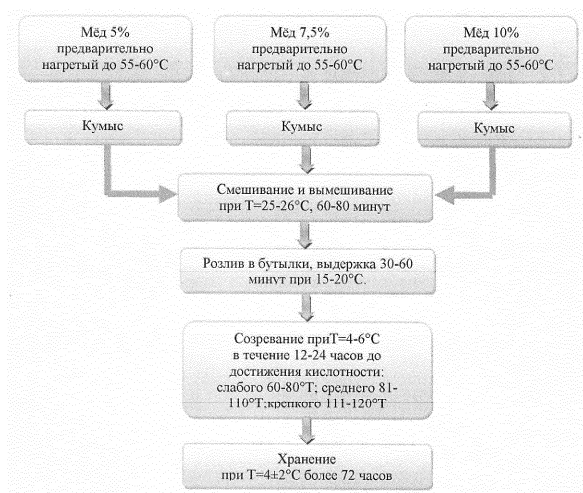 Мёд 5%
предварительно
нагретый до 55-60°С
Мёд 7,5%
предварительно
нагретый до 55-60°С
Мёд 10%
предварительно
нагретый до 55-60°С
Кумыс
Кумыс
Кумыс
Смешивание и вымешивание
при Т=25-26°С, 60-80 минут
Розлив в бутылки, выдержка 30-60
минут при 15-20°С.
Созревание приТ=4-6°С
в течение 12-24 часов до
достижения кислотности:
слабого 60-80°Т; среднего 81-
110°Т;крепкого 111-120°Т
Хранение
при Т=4±2°С более 72 часов